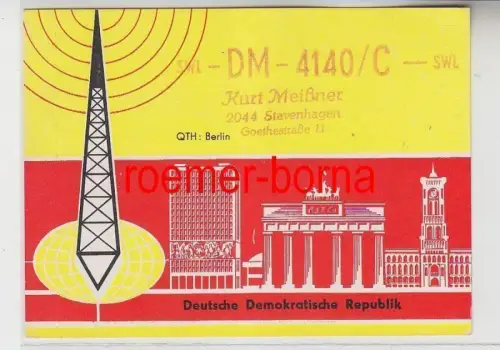 SWL - DM - 4140/C - SWL
Kurt Meißner
2044 Stavenhagen
Goethestraße 11
QTH: Berlin
roemer-borna
Deutsche Demokratische Republik